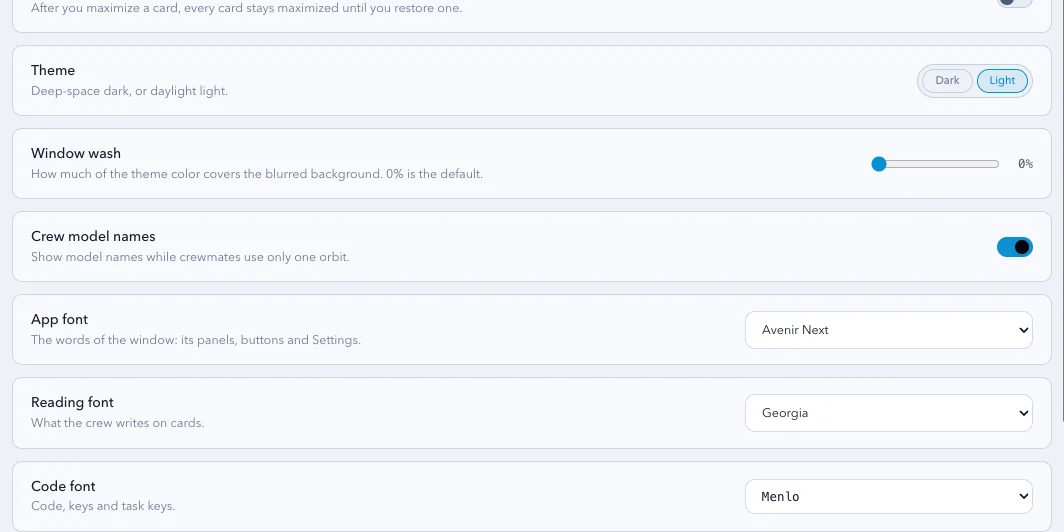 After you maximize a card, every card stays maximized until you restore one.
Theme
Deep-space dark, or daylight light.
Dark
Light
Window wash
How much of the theme color covers the blurred background. 0% is the default.
0%
Crew model names
Show model names while crewmates use only one orbit.
App font
The words of the window: its panels, buttons and Settings.
Avenir Next
Reading font
What the crew writes on cards.
Georgia
Code font
Code, keys and task keys.
Menlo